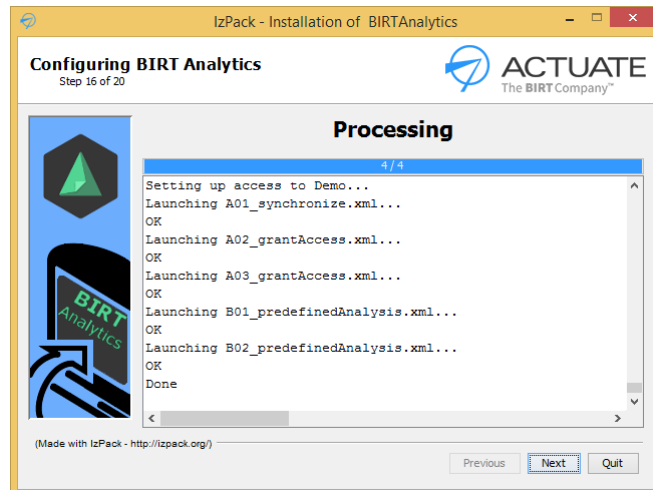 IzPack - Installation of BIRTAnalytics
Configuring BIRT Analytics
Step 16 of 20
ACTUATE
The BIRT Company™
Processing
4 / 4
Setting up access to Demo...
Launching A01_synchronize.xml...
OK
Launching A02_grantAccess.xml...
OK
Launching A03_grantAccess.xml...
OK
Launching B01_predefinedAnalysis.xml...
OK
Launching B02_predefinedAnalysis.xml...
OK
Done
BIRT
Analytics
(Made with IzPack - http://izpack.org/)
Previous
Next
Quit